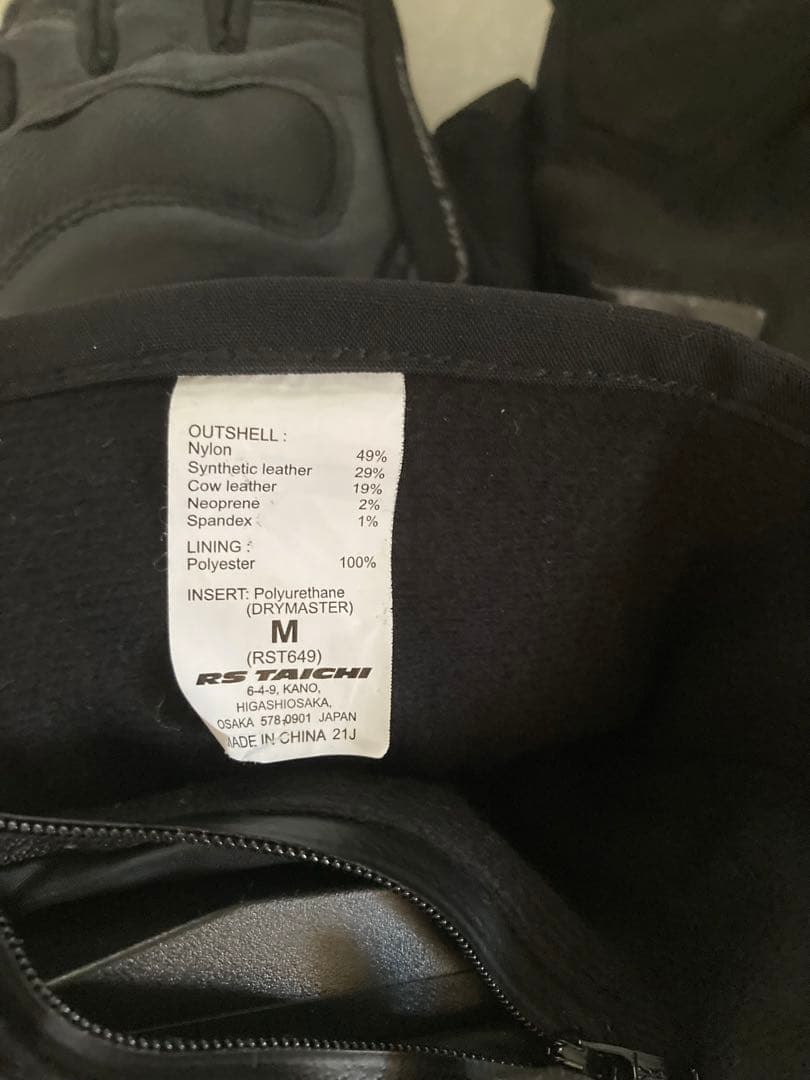 OUTSHELL :
Nylon 49%
Synthetic leather 29%
Cow leather 19%
Neoprene 2%
Spandex 1%
LINING :
Polyester 100%
INSERT: Polyurethane
(DRYMASTER)
M
(RST649)
RS TAICHI
6-4-9, KANO,
HIGASHIOSAKA,
OSAKA 578-0901 JAPAN
MADE IN CHINA 21J